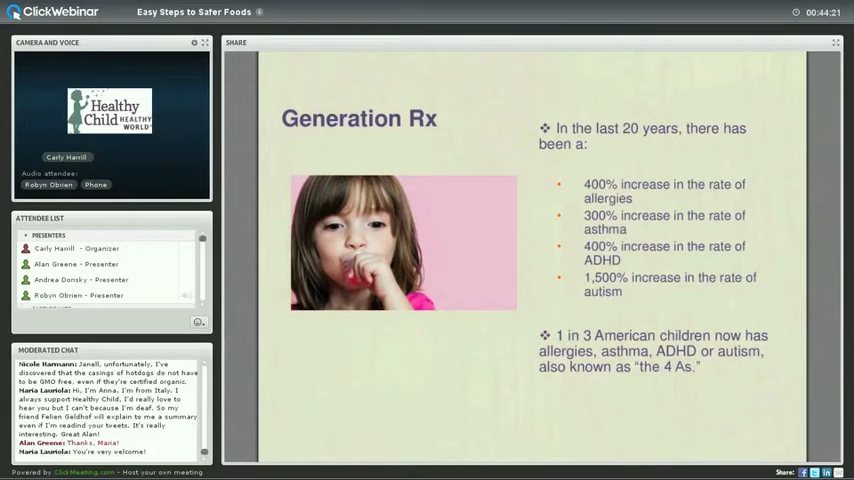 ClickWebinar
Easy Steps to Safer Foods
00:44:21
CAMERA AND VOICE
Healthy
Child HEALTHY
WORLD
Carly Harrill
Audio attendee:
Robyn Obrien
Phone
ATTENDEE LIST
PRESENTERS
Carly Harrill - Organizer
Alan Greene - Presenter
Andrea Donsky - Presenter
Robyn Obrien - Presenter
MODERATED CHAT
Nicole Harmann: Janell, unfortunately, I've
discovered that the casings of hotdogs do not have
to be GMO free, even if they're certified organic.
Maria Lauriola: Hi, I'm Anna, I'm from Italy. I
always support Healthy Child, I'd really love to
hear you but I can't because I'm deaf. So my
friend Felien Geldhof will explain to me a summary
even if I'm readind your tweets. It's really
interesting. Great Alan!
Alan Greene: Thanks, Maria!
Maria Lauriola: You're very welcome!
SHARE
Generation Rx
❖ In the last 20 years, there has
been a:
• 400% increase in the rate of
allergies
• 300% increase in the rate of
asthma
• 400% increase in the rate of
ADHD
• 1,500% increase in the rate of
autism
❖ 1 in 3 American children now has
allergies, asthma, ADHD or autism,
also known as “the 4 As.”
Powered by ClickMeeting.com - Host your own meeting
Share: